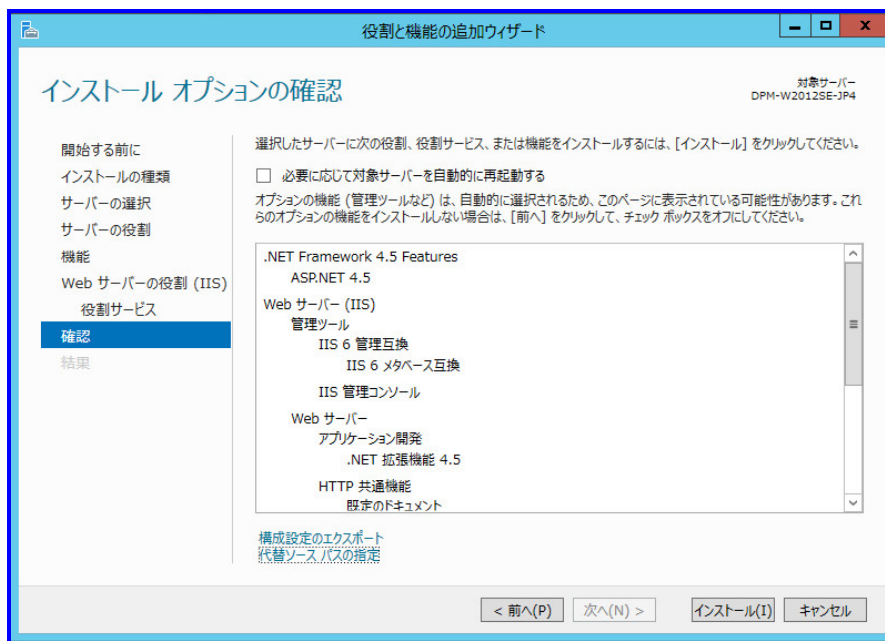 役割と機能の追加ウィザード
インストール オプションの確認
対象サーバー
DPM-W2012SE-JP4
開始する前に
インストールの種類
サーバーの選択
サーバーの役割
機能
Web サーバーの役割 (IIS)
役割サービス
確認
結果
選択したサーバーに次の役割、役割サービス、または機能をインストールするには、[インストール] をクリックしてください。
必要に応じて対象サーバーを自動的に再起動する
オプションの機能 (管理ツールなど) は、自動的に選択されるため、このページに表示されている可能性があります。これ
らのオプションの機能をインストールしない場合は、[前へ] をクリックして、チェック ボックスをオフにしてください。
.NET Framework 4.5 Features
ASP.NET 4.5
Web サーバー (IIS)
管理ツール
IIS 6 管理互換
IIS 6 メタベース互換
IIS 管理コンソール
Web サーバー
アプリケーション開発
.NET 拡張機能 4.5
HTTP 共通機能
既定のドキュメント
構成設定のエクスポート
代替ソース パスの指定
< 前へ(P)
次へ(N) >
インストール(I)
キャンセル